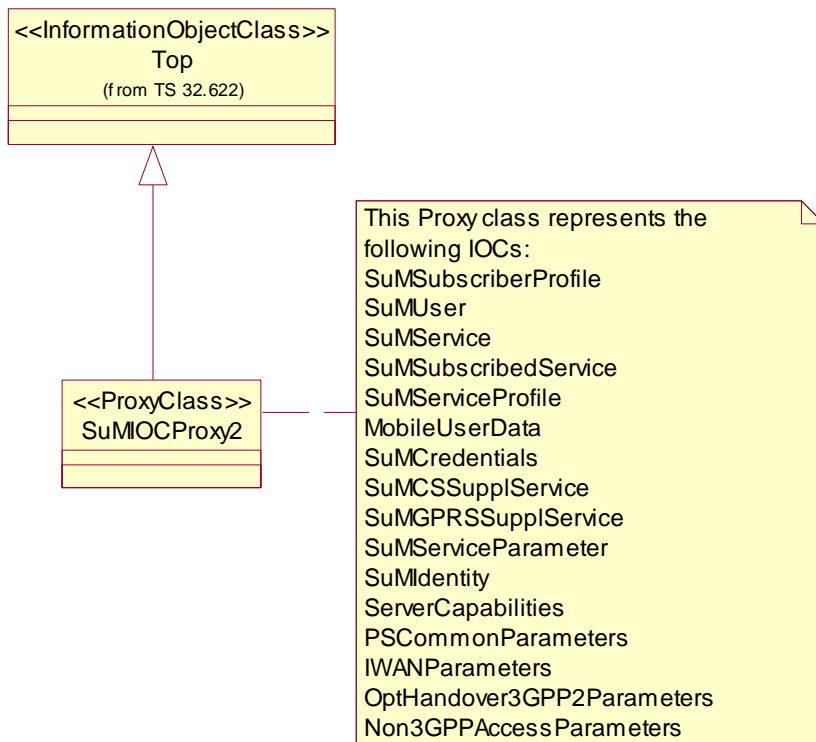 <<InformationObjectClass>>
Top
(from TS 32.622)
<<ProxyClass>>
SuMIOCProxy2
This Proxy class represents the
following IOCs:
SuMSubscriberProfile
SuMUser
SuMService
SuMSubscribedService
SuMServiceProfile
MobileUserData
SuMCredentials
SuMCSSupplService
SuMGPRSSupplService
SuMServiceParameter
SuMIdentity
ServerCapabilities
PSCommonParameters
IWANParameters
OptHandover3GPP2Parameters
Non3GPPAccessParameters